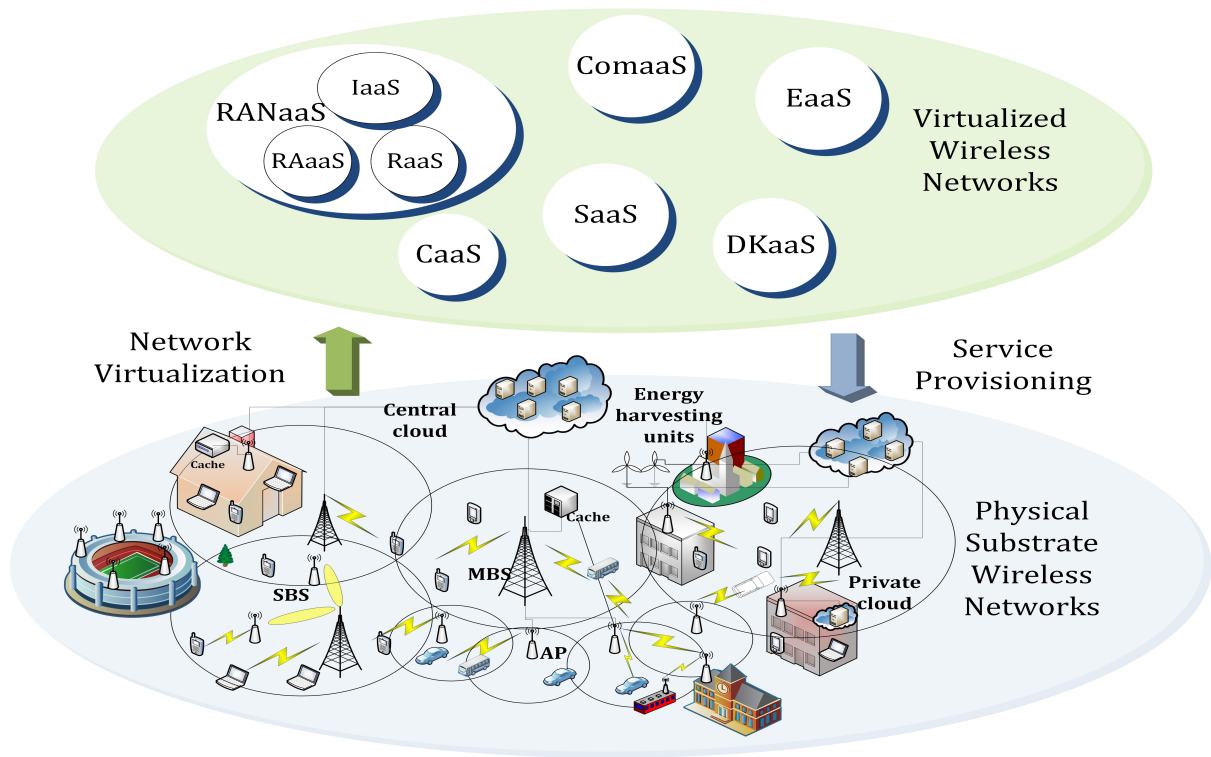 ComaaS
IaaS
EaaS
RANaaS
Virtualized
Wireless
Networks
RAaaS
RaaS
SaaS
DKaaS
CaaS
Network
Virtualization
Service
Provisioning
Central
cloud
Energy
harvesting
units
Cache
Cache
Physical
Substrate
Wireless
Networks
MBS
Private
cloud
SBS
AP